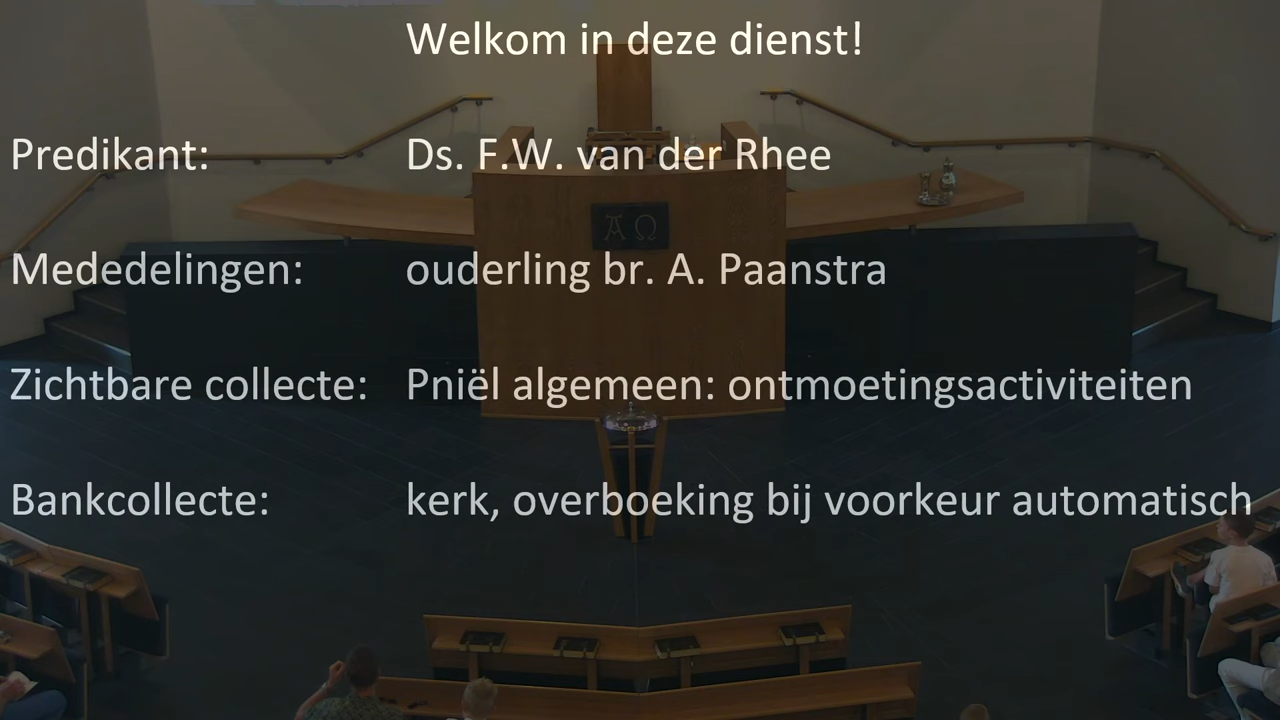 Welkom in deze dienst!
Predikant: Ds. F.W. van der Rhee
Mededelingen: ouderling br. A. Paanstra
Α Ω
Zichtbare collecte: Pniël algemeen: ontmoetingsactiviteiten
Bankcollecte: kerk, overboeking bij voorkeur automatisch